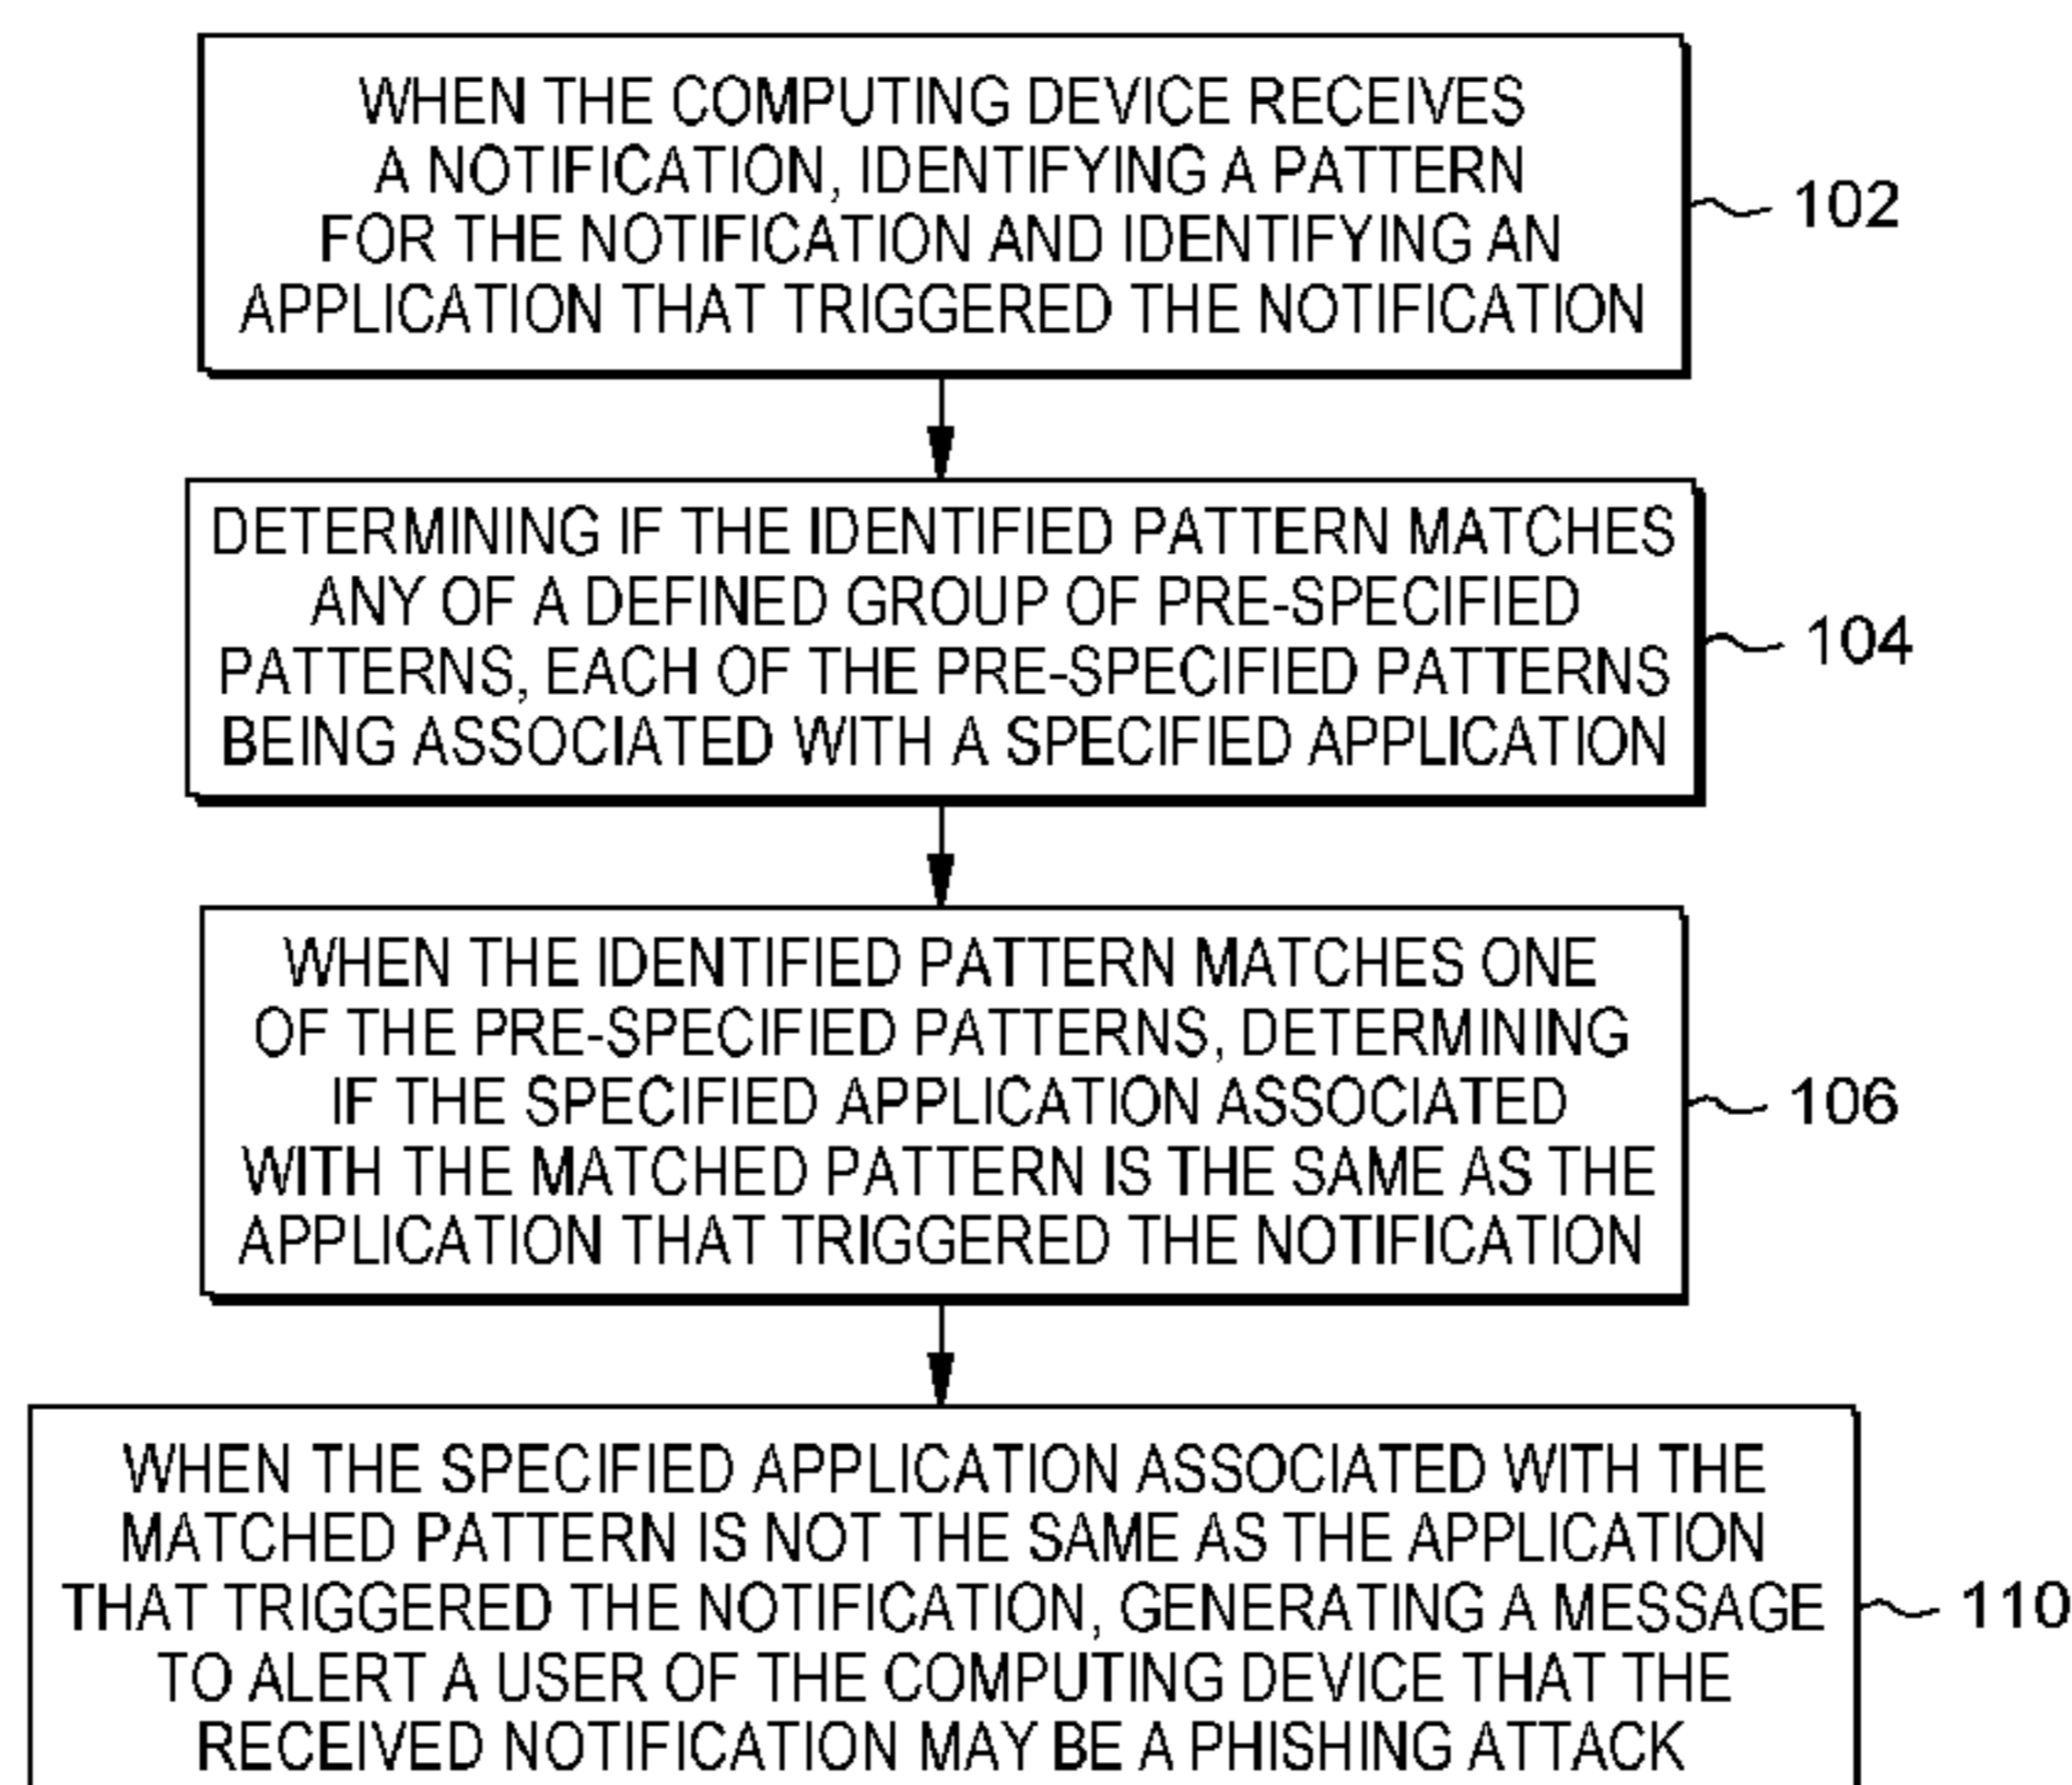 WHEN THE COMPUTING DEVICE RECEIVES
A NOTIFICATION, IDENTIFYING A PATTERN
FOR THE NOTIFICATION AND IDENTIFYING AN
APPLICATION THAT TRIGGERED THE NOTIFICATION
102
DETERMINING IF THE IDENTIFIED PATTERN MATCHES
ANY OF A DEFINED GROUP OF PRE-SPECIFIED
PATTERNS, EACH OF THE PRE-SPECIFIED PATTERNS
BEING ASSOCIATED WITH A SPECIFIED APPLICATION
104
WHEN THE IDENTIFIED PATTERN MATCHES ONE
OF THE PRE-SPECIFIED PATTERNS, DETERMINING
IF THE SPECIFIED APPLICATION ASSOCIATED
WITH THE MATCHED PATTERN IS THE SAME AS THE
APPLICATION THAT TRIGGERED THE NOTIFICATION
106
WHEN THE SPECIFIED APPLICATION ASSOCIATED WITH THE
MATCHED PATTERN IS NOT THE SAME AS THE APPLICATION
THAT TRIGGERED THE NOTIFICATION, GENERATING A MESSAGE
TO ALERT A USER OF THE COMPUTING DEVICE THAT THE
RECEIVED NOTIFICATION MAY BE A PHISHING ATTACK
110